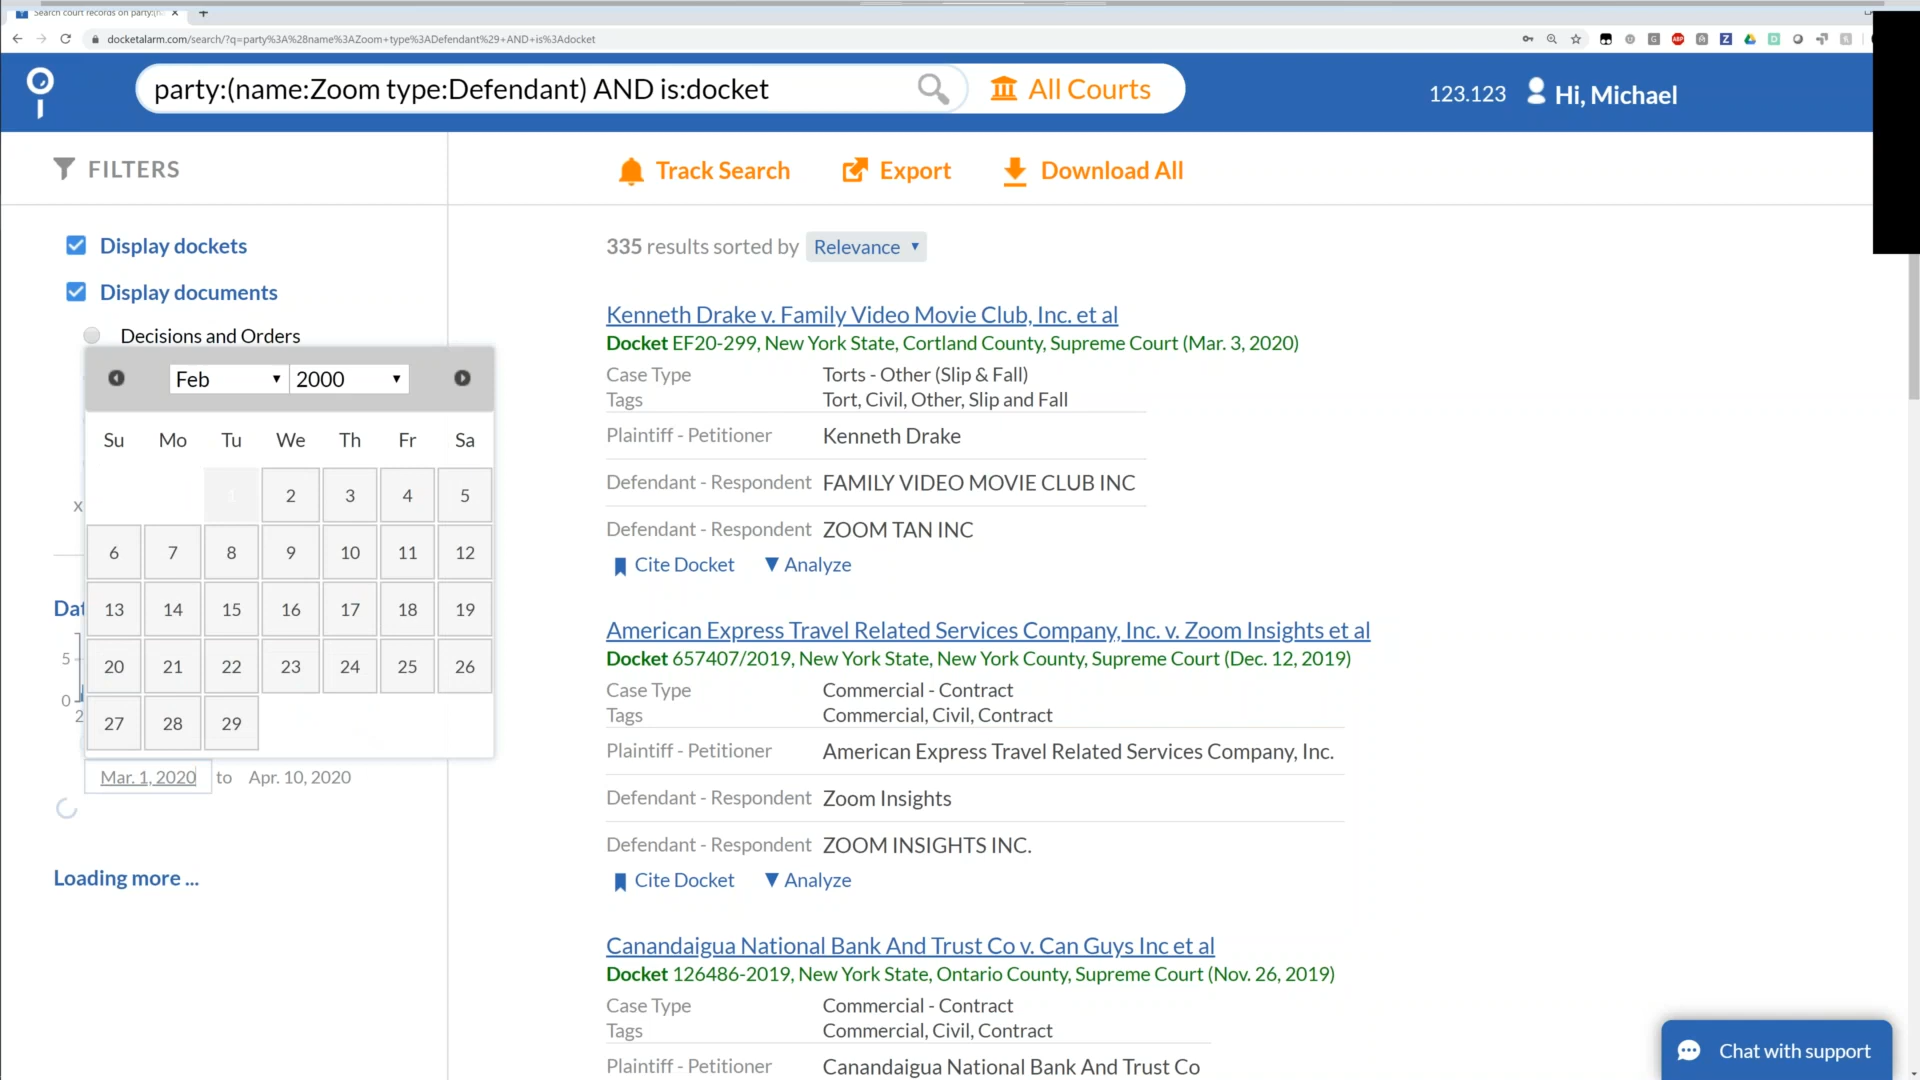 Search court records on party:(n
docketalarm.com/search/?q=party%3A%28name%3AZoom+type%3ADefendant%29+AND+is%3Adocket
party:(name:Zoom type:Defendant) AND is:docket
All Courts
123.123
Hi, Michael
FILTERS
Track Search
Export
Download All
Display dockets
Display documents
Decisions and Orders
Feb 2000
Su Mo Tu We Th Fr Sa
1 2 3 4 5
6 7 8 9 10 11 12
13 14 15 16 17 18 19
20 21 22 23 24 25 26
27 28 29
x
Dat
5
0
2
Mar. 1, 2020 to Apr. 10, 2020
Loading more ...
335 results sorted by Relevance
Kenneth Drake v. Family Video Movie Club, Inc. et al
Docket EF20-299, New York State, Cortland County, Supreme Court (Mar. 3, 2020)
Case Type Torts - Other (Slip & Fall)
Tags Tort, Civil, Other, Slip and Fall
Plaintiff - Petitioner Kenneth Drake
Defendant - Respondent FAMILY VIDEO MOVIE CLUB INC
Defendant - Respondent ZOOM TAN INC
Cite Docket Analyze
American Express Travel Related Services Company, Inc. v. Zoom Insights et al
Docket 657407/2019, New York State, New York County, Supreme Court (Dec. 12, 2019)
Case Type Commercial - Contract
Tags Commercial, Civil, Contract
Plaintiff - Petitioner American Express Travel Related Services Company, Inc.
Defendant - Respondent Zoom Insights
Defendant - Respondent ZOOM INSIGHTS INC.
Cite Docket Analyze
Canandaigua National Bank And Trust Co v. Can Guys Inc et al
Docket 126486-2019, New York State, Ontario County, Supreme Court (Nov. 26, 2019)
Case Type Commercial - Contract
Tags Commercial, Civil, Contract
Plaintiff - Petitioner Canandaigua National Bank And Trust Co
Chat with support